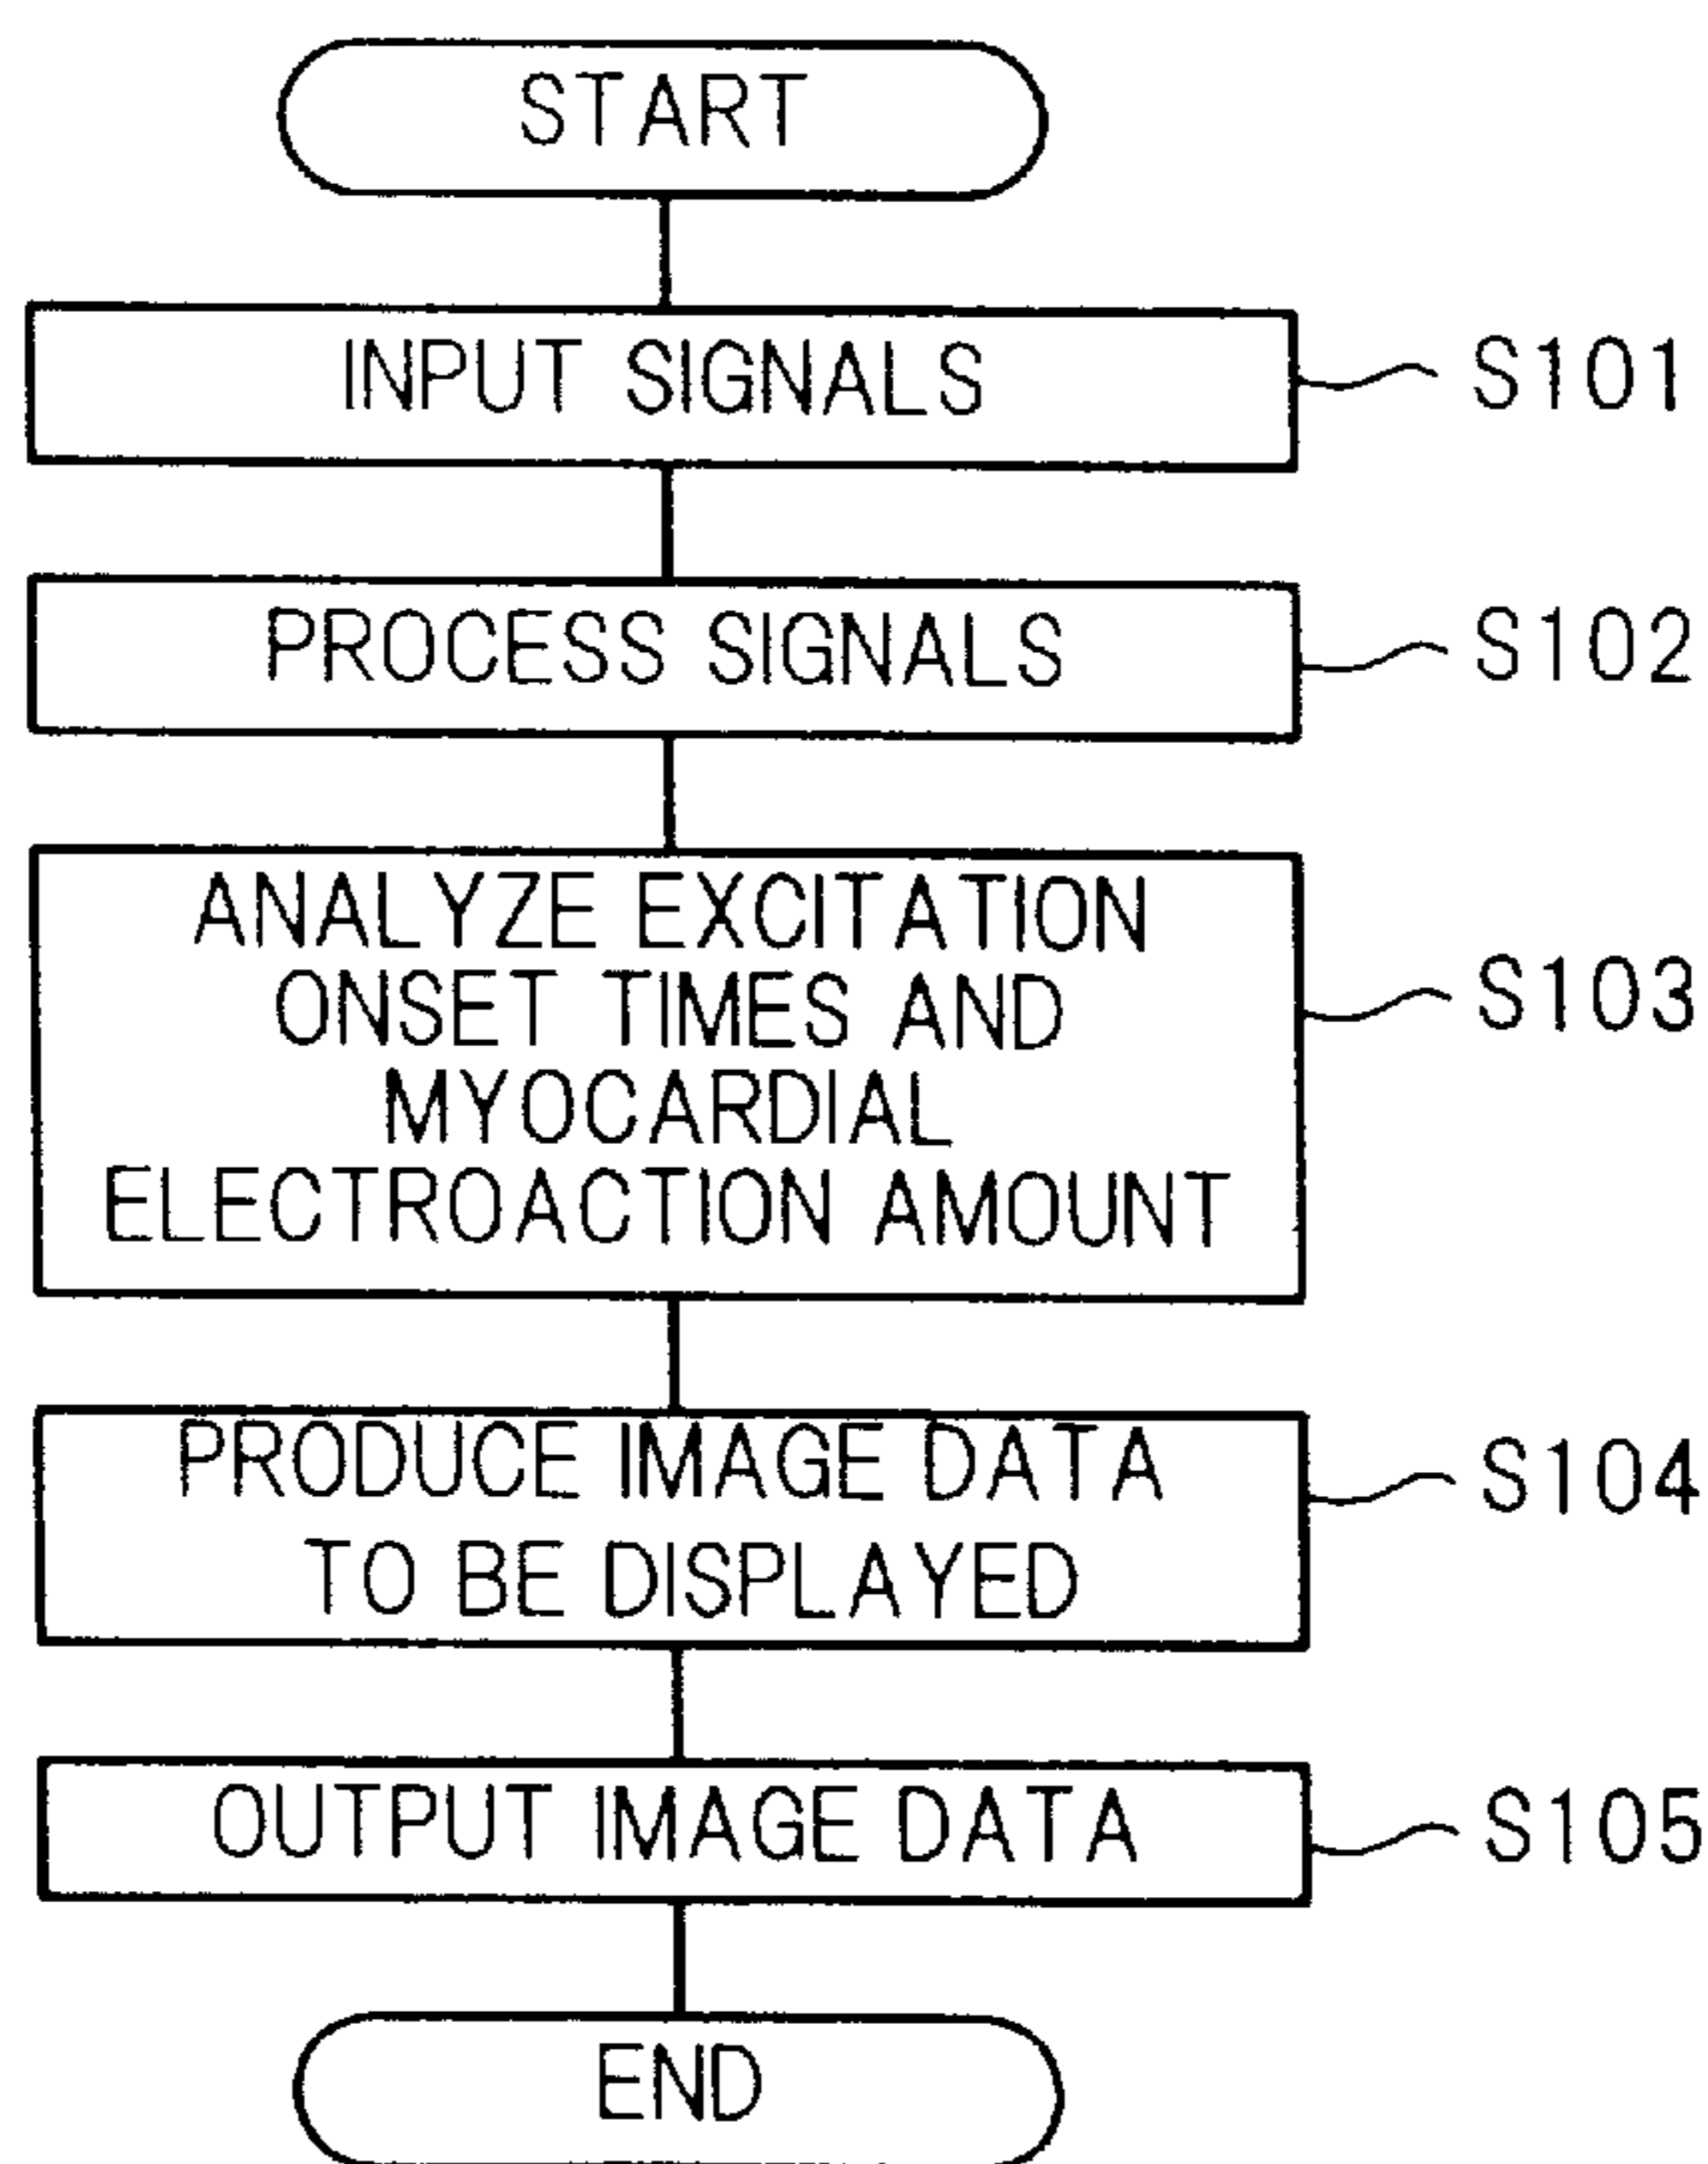 START
INPUT SIGNALS
S101
PROCESS SIGNALS
S102
ANALYZE EXCITATION
ONSET TIMES AND
MYOCARDIAL
ELECTROACTION AMOUNT
S103
PRODUCE IMAGE DATA
TO BE DISPLAYED
S104
OUTPUT IMAGE DATA
S105
END